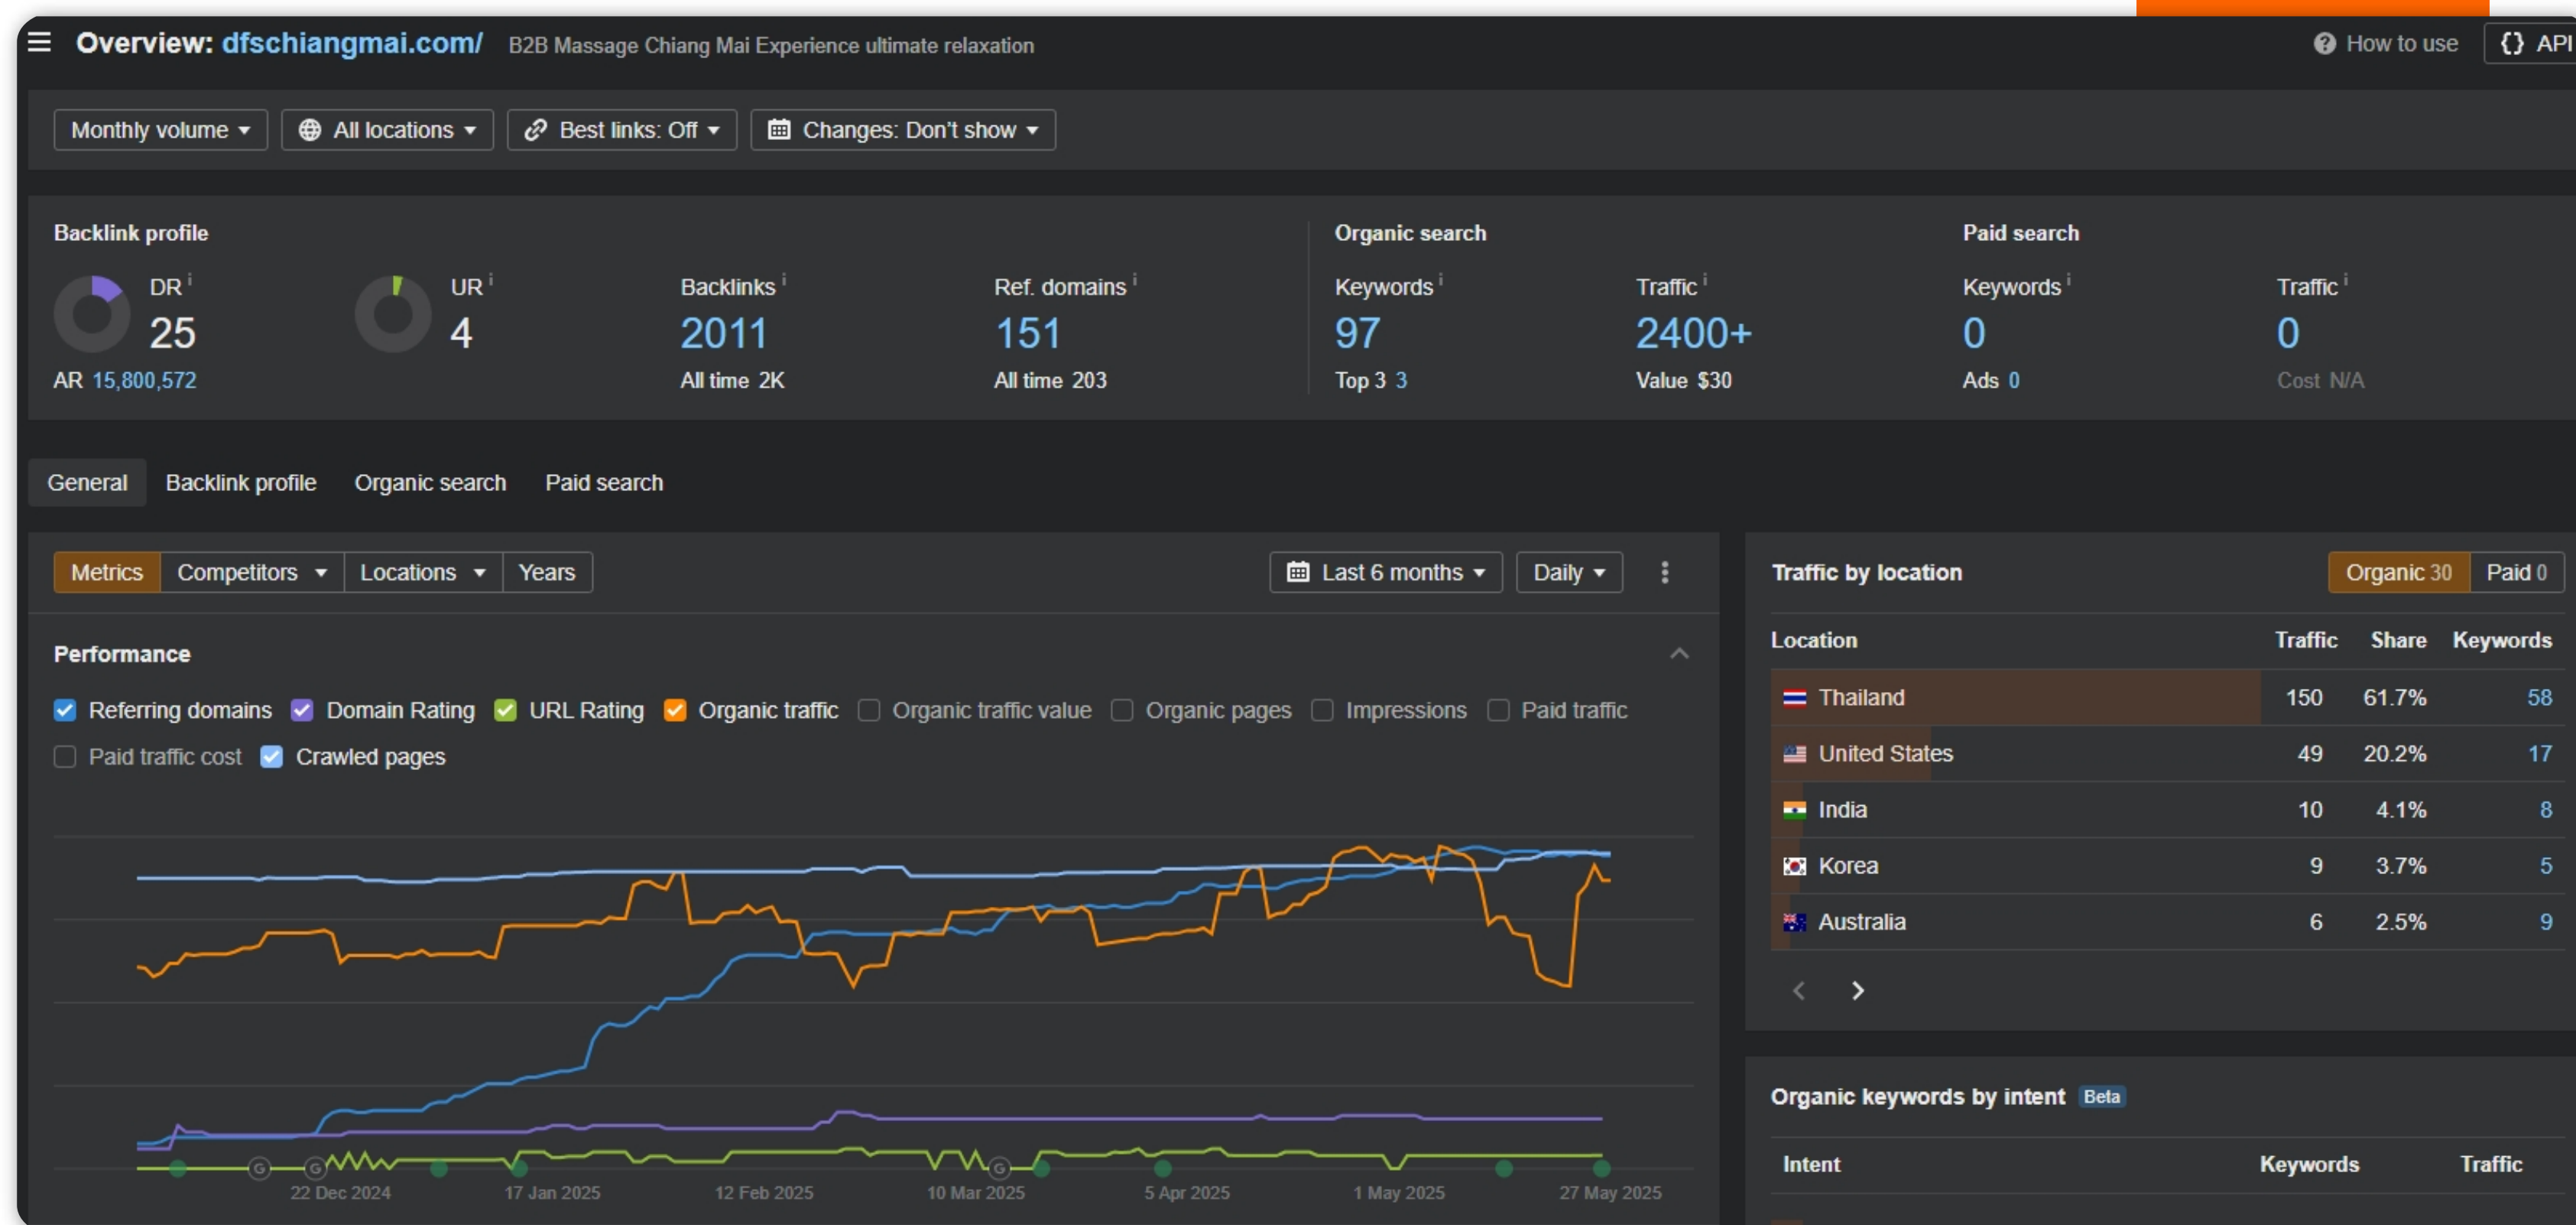 Overview: dfschiangmai.com/ B2B Massage Chiang Mai Experience ultimate relaxation
How to use
{} API
Monthly volume
All locations
Best links: Off
Changes: Don't show
Backlink profile
DR i
25
AR 15,800,572
UR i
4
Backlinks i
2011
All time 2K
Ref. domains i
151
All time 203
Organic search
Keywords i
97
Top 3 3
Traffic i
2400+
Value $30
Paid search
Keywords i
0
Ads 0
Traffic i
0
Cost N/A
General Backlink profile Organic search Paid search
Metrics Competitors Locations Years
Last 6 months Daily
Performance
Referring domains Domain Rating URL Rating Organic traffic Organic traffic value Organic pages Impressions Paid traffic
Paid traffic cost Crawled pages
G G G
22 Dec 2024 17 Jan 2025 12 Feb 2025 10 Mar 2025 5 Apr 2025 1 May 2025 27 May 2025
Traffic by location
Organic 30 Paid 0
Location Traffic Share Keywords
Thailand 150 61.7% 58
United States 49 20.2% 17
India 10 4.1% 8
Korea 9 3.7% 5
Australia 6 2.5% 9
Organic keywords by intent Beta
Intent Keywords Traffic